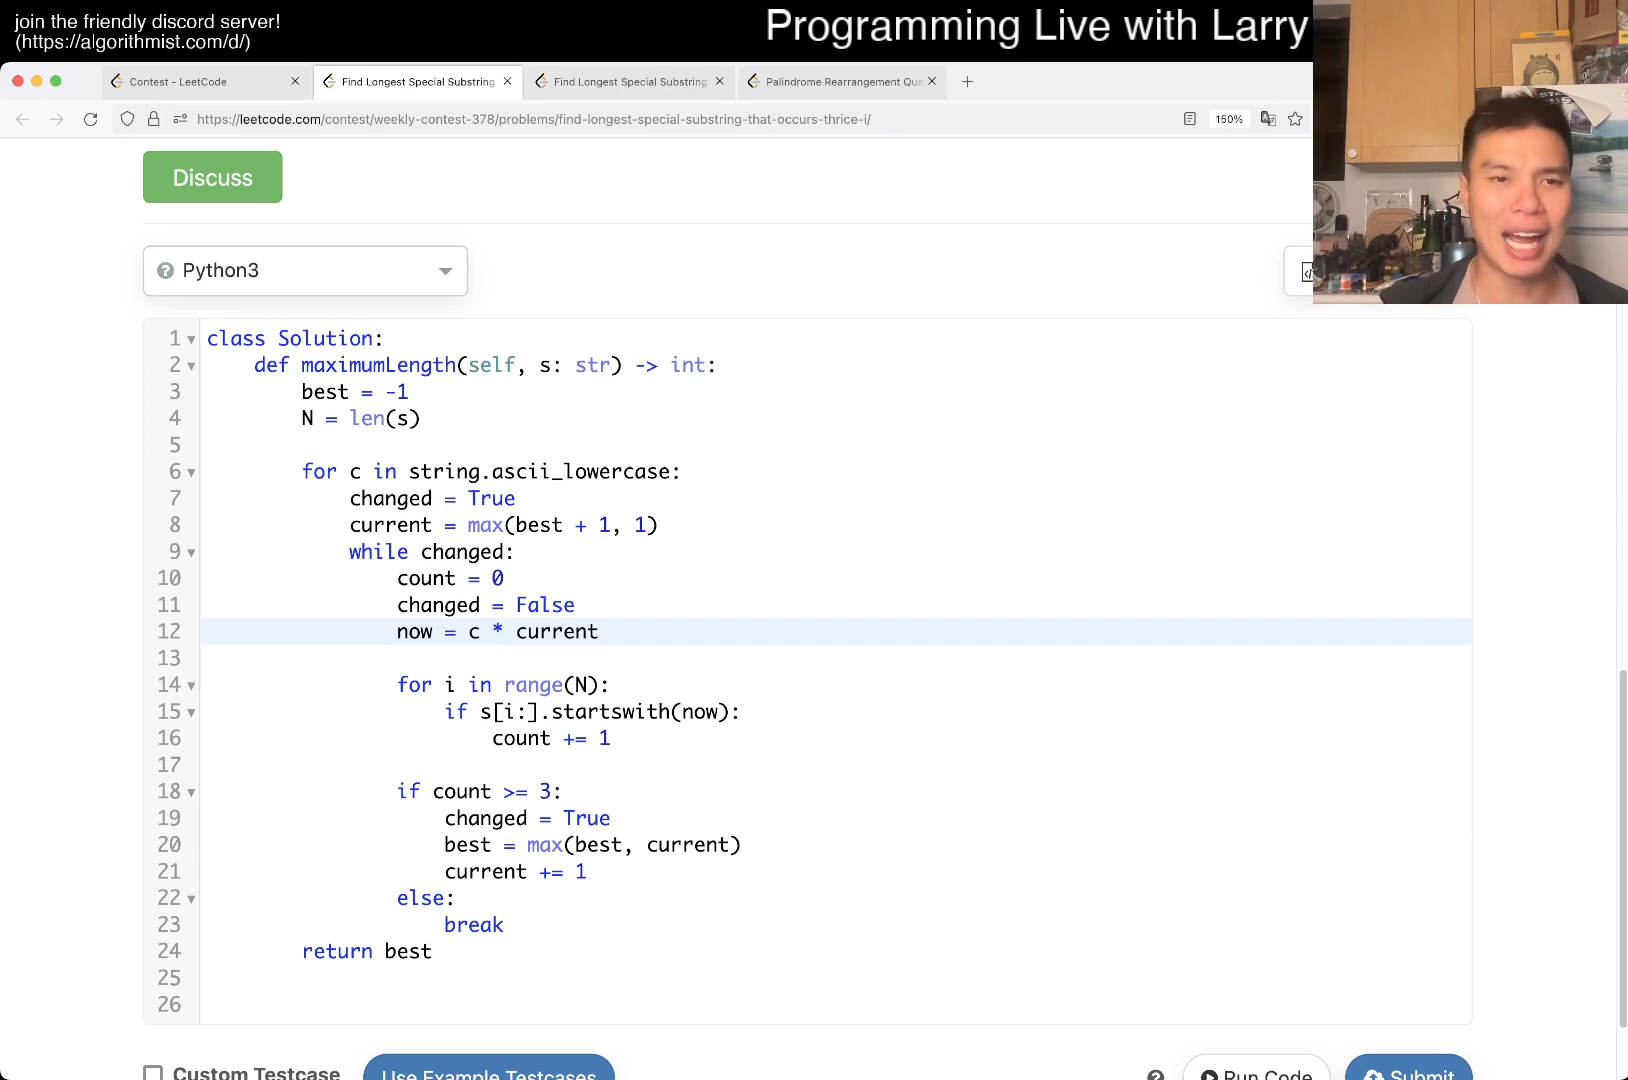 join the friendly discord server!
(https://algorithmist.com/d/)
Programming Live with Larry
Contest - LeetCode
Find Longest Special Substring
Find Longest Special Substring
Palindrome Rearrangement Que
https://leetcode.com/contest/weekly-contest-378/problems/find-longest-special-substring-that-occurs-thrice-i/
150%
Discuss
Python3
1 class Solution:
2 def maximumLength(self, s: str) -> int:
3 best = -1
4 N = len(s)
5
6 for c in string.ascii_lowercase:
7 changed = True
8 current = max(best + 1, 1)
9 while changed:
10 count = 0
11 changed = False
12 now = c * current
13
14 for i in range(N):
15 if s[i:].startswith(now):
16 count += 1
17
18 if count >= 3:
19 changed = True
20 best = max(best, current)
21 current += 1
22 else:
23 break
24 return best
25
26
Custom Testcase
Use Example Testcases
Run Code
Submit